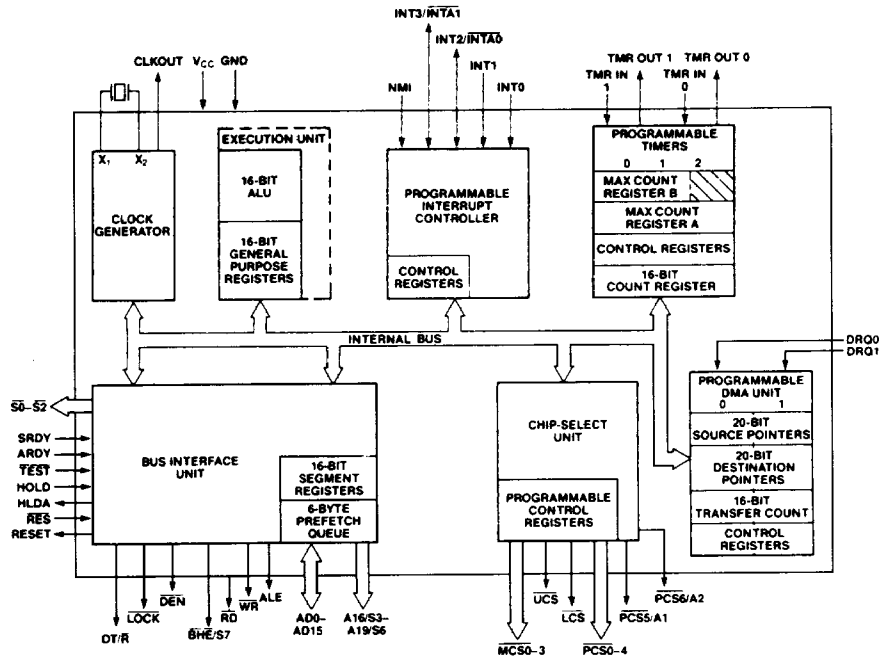 INT3/INTA1
INT2/INTA0
CLKOUT VCC GND
INT1
NMI
INT0
TMR OUT 1 TMR OUT 0
TMR IN 1
TMR IN 0
X1 X2
CLOCK
GENERATOR
EXECUTION UNIT
16-BIT
ALU
16-BIT
GENERAL
PURPOSE
REGISTERS
PROGRAMMABLE
INTERRUPT
CONTROLLER
CONTROL
REGISTERS
PROGRAMMABLE
TIMERS
0 1 2
MAX COUNT
REGISTER B
MAX COUNT
REGISTER A
CONTROL REGISTERS
16-BIT
COUNT REGISTER
INTERNAL BUS
DRQ0
DRQ1
S0–S2
SRDY
ARDY
TEST
HOLD
HLDA
RES
RESET
BUS INTERFACE
UNIT
16-BIT
SEGMENT
REGISTERS
6-BYTE
PREFETCH
QUEUE
CHIP-SELECT
UNIT
PROGRAMMABLE
CONTROL
REGISTERS
PROGRAMMABLE
DMA UNIT
0 1
20-BIT
SOURCE POINTERS
20-BIT
DESTINATION
POINTERS
16-BIT
TRANSFER COUNT
CONTROL
REGISTERS
DT/R
LOCK
DEN
BHE/S7
RD
WR
ALE
AD0–
AD15
A16/S3–
A19/S6
MCS0-3
UCS
LCS
PCS0-4
PCS5/A1
PCS6/A2